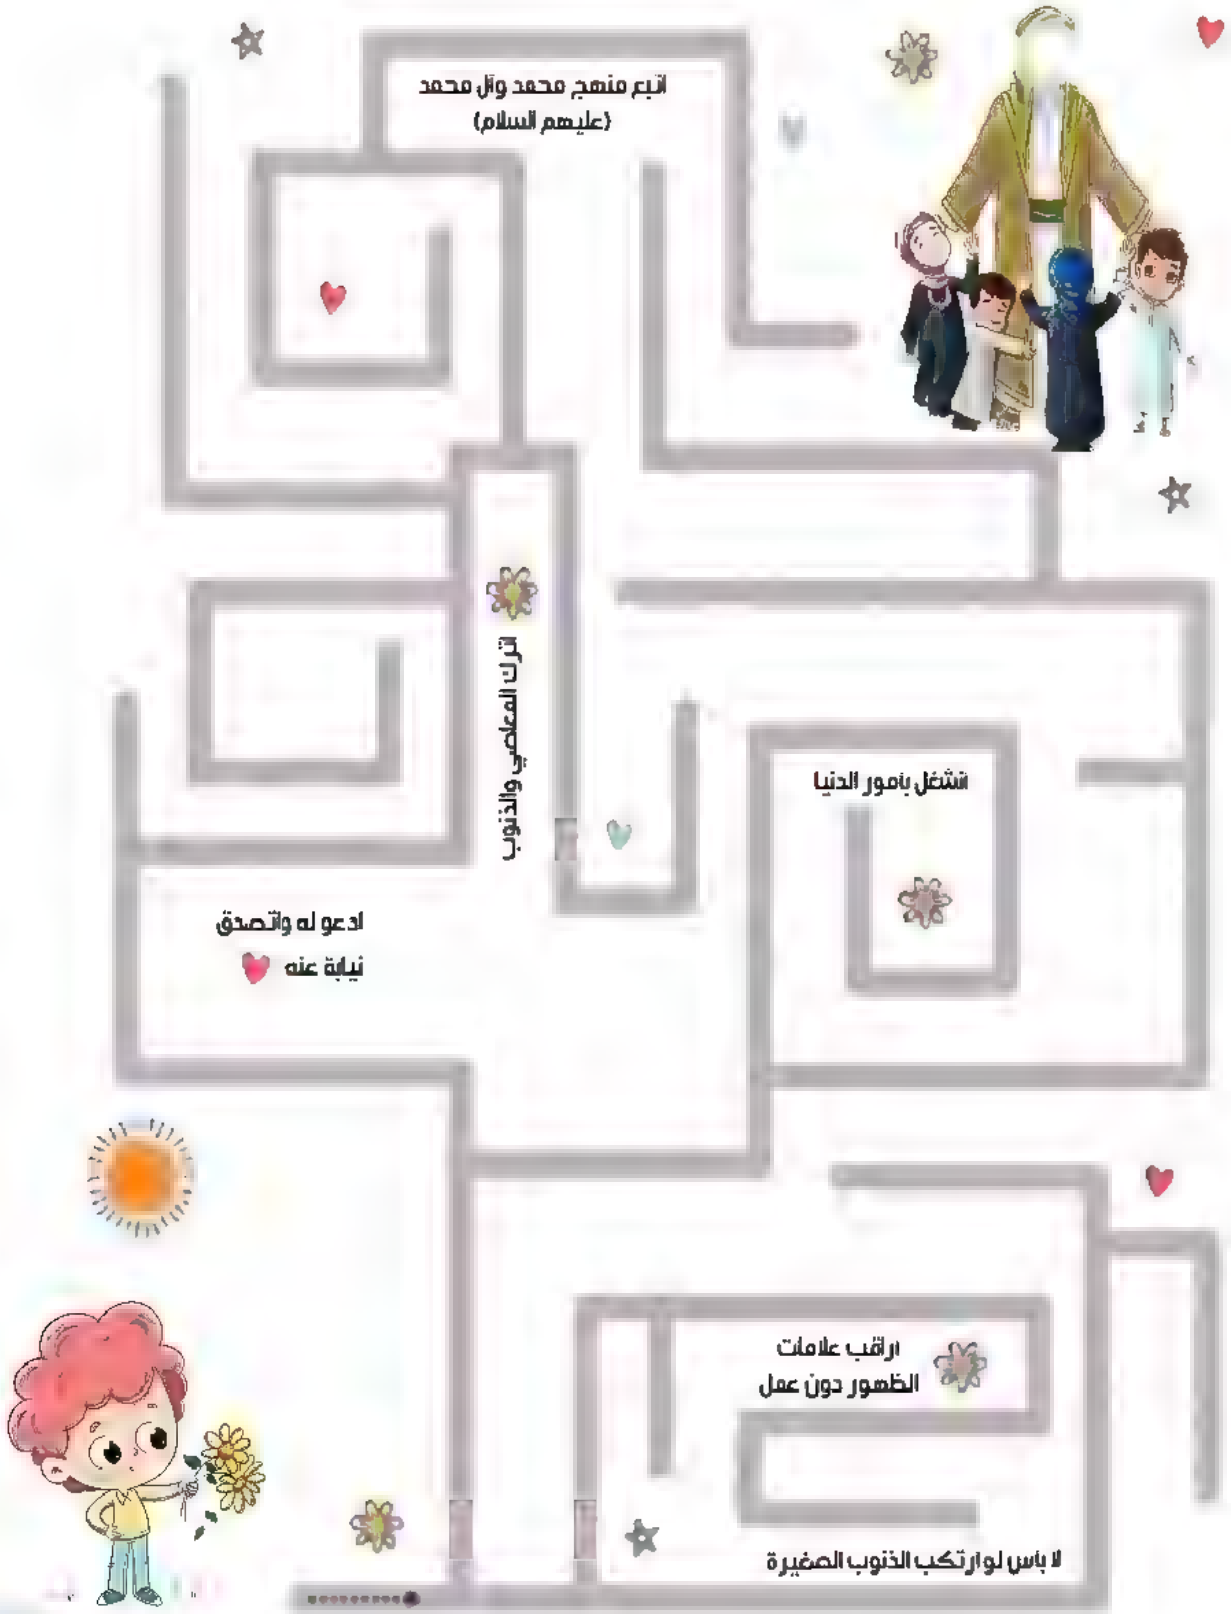 اتبع منهج محمد وآل محمد
(عليهم السلام)
اترك المعاصي والذنوب
انشغل بأمور الدنيا
ادعو له واتصدق
نيابة عنه
اراقب علامات
الظهور دون عمل
لا بأس لو ارتكب الذنوب الصغيرة